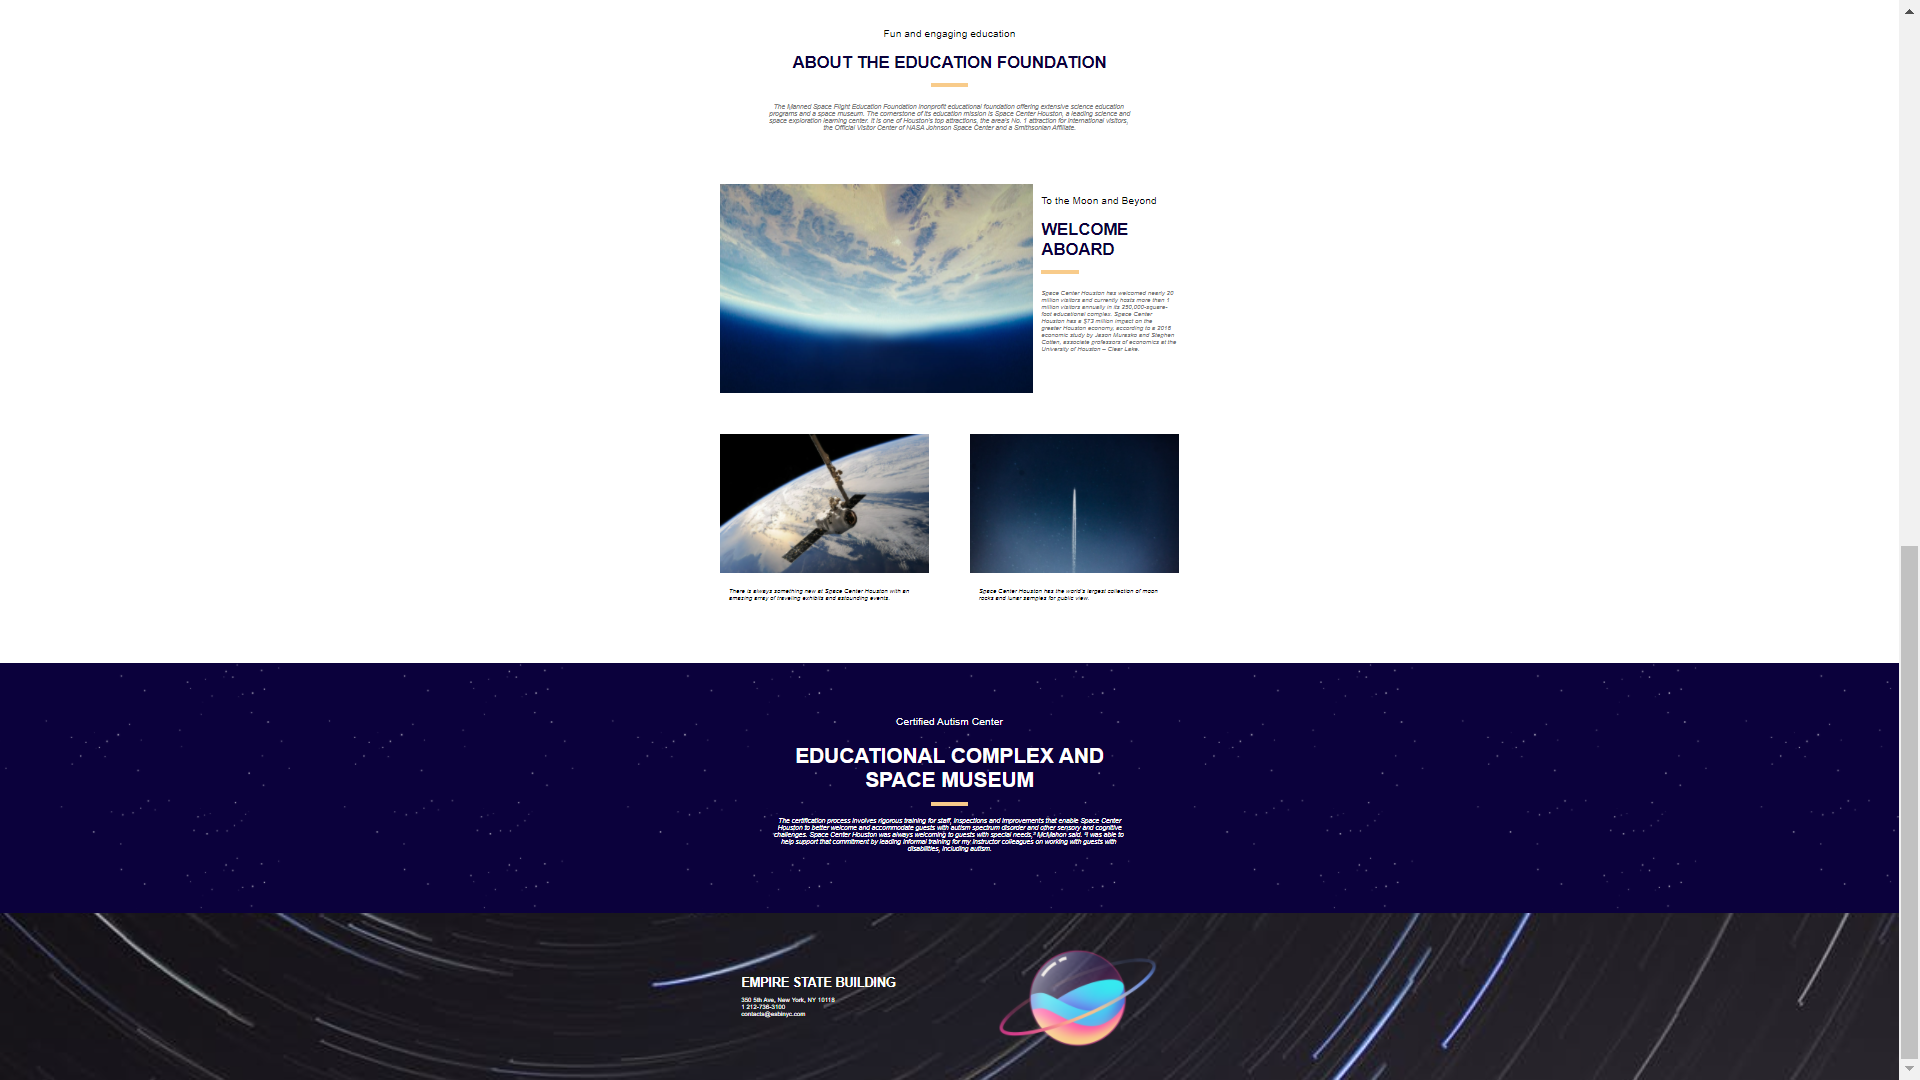 Fun and engaging education
ABOUT THE EDUCATION FOUNDATION
The Manned Space Flight Education Foundation inonprofit educational foundation offering extensive science education
programs and a space museum. The cornerstone of its education mission is Space Center Houston, a leading science and
space exploration learning center. It is one of Houston's top attractions, the area's No. 1 attraction for international visitors,
the Official Visitor Center of NASA Johnson Space Center and a Smithsonian Affiliate.
To the Moon and Beyond
WELCOME
ABOARD
Space Center Houston has welcomed nearly 20
million visitors and currently hosts more than 1
million visitors annually in its 250,000-square-
foot educational complex. Space Center
Houston has a $73 million impact on the
greater Houston economy, according to a 2016
economic study by Jason Murasko and Stephen
Cotten, associate professors of economics at the
University of Houston – Clear Lake.
There is always something new at Space Center Houston with an
amazing array of traveling exhibits and astounding events.
Space Center Houston has the world's largest collection of moon
rocks and lunar samples for public view.
Certified Autism Center
EDUCATIONAL COMPLEX AND
SPACE MUSEUM
The certification process involves rigorous training for staff, inspections and improvements that enable Space Center
Houston to better welcome and accommodate guests with autism spectrum disorder and other sensory and cognitive
challenges. Space Center Houston was always welcoming to guests with special needs," McMahon said. "I was able to
help support that commitment by leading informal training for my instructor colleagues on working with guests with
disabilities, including autism.
EMPIRE STATE BUILDING
350 5th Ave, New York, NY 10118
1 212-736-3100
contacts@esbnyc.com